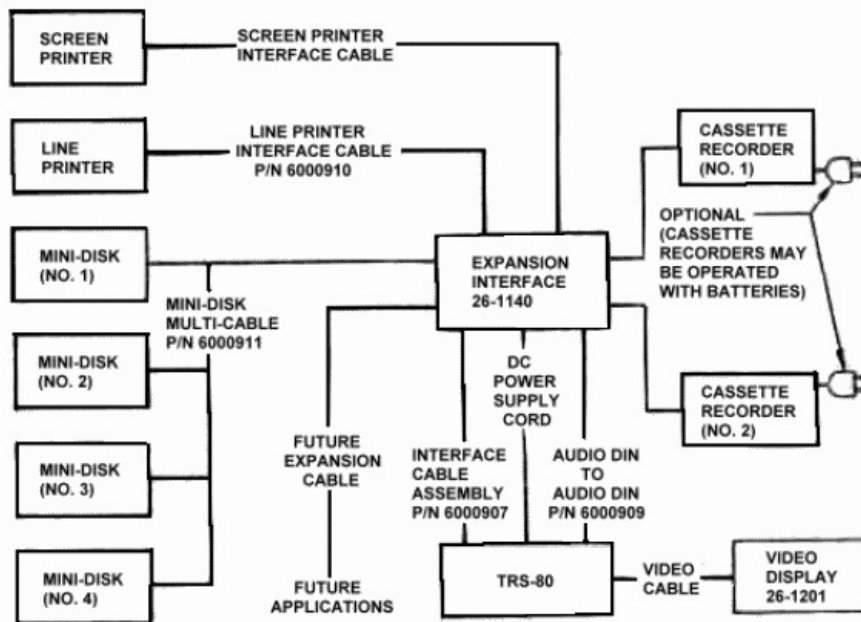 SCREEN
PRINTER
SCREEN PRINTER
INTERFACE CABLE
LINE
PRINTER
LINE PRINTER
INTERFACE CABLE
P/N 6000910
CASSETTE
RECORDER
(NO. 1)
OPTIONAL
(CASSETTE
RECORDERS MAY
BE OPERATED
WITH BATTERIES)
MINI-DISK
(NO. 1)
EXPANSION
INTERFACE
26-1140
MINI-DISK
MULTI-CABLE
P/N 6000911
MINI-DISK
(NO. 2)
DC
POWER
SUPPLY
CORD
CASSETTE
RECORDER
(NO. 2)
MINI-DISK
(NO. 3)
FUTURE
EXPANSION
CABLE
INTERFACE
CABLE
ASSEMBLY
P/N 6000907
AUDIO DIN
TO
AUDIO DIN
P/N 6000909
MINI-DISK
(NO. 4)
FUTURE
APPLICATIONS
TRS-80
VIDEO
CABLE
VIDEO
DISPLAY
26-1201